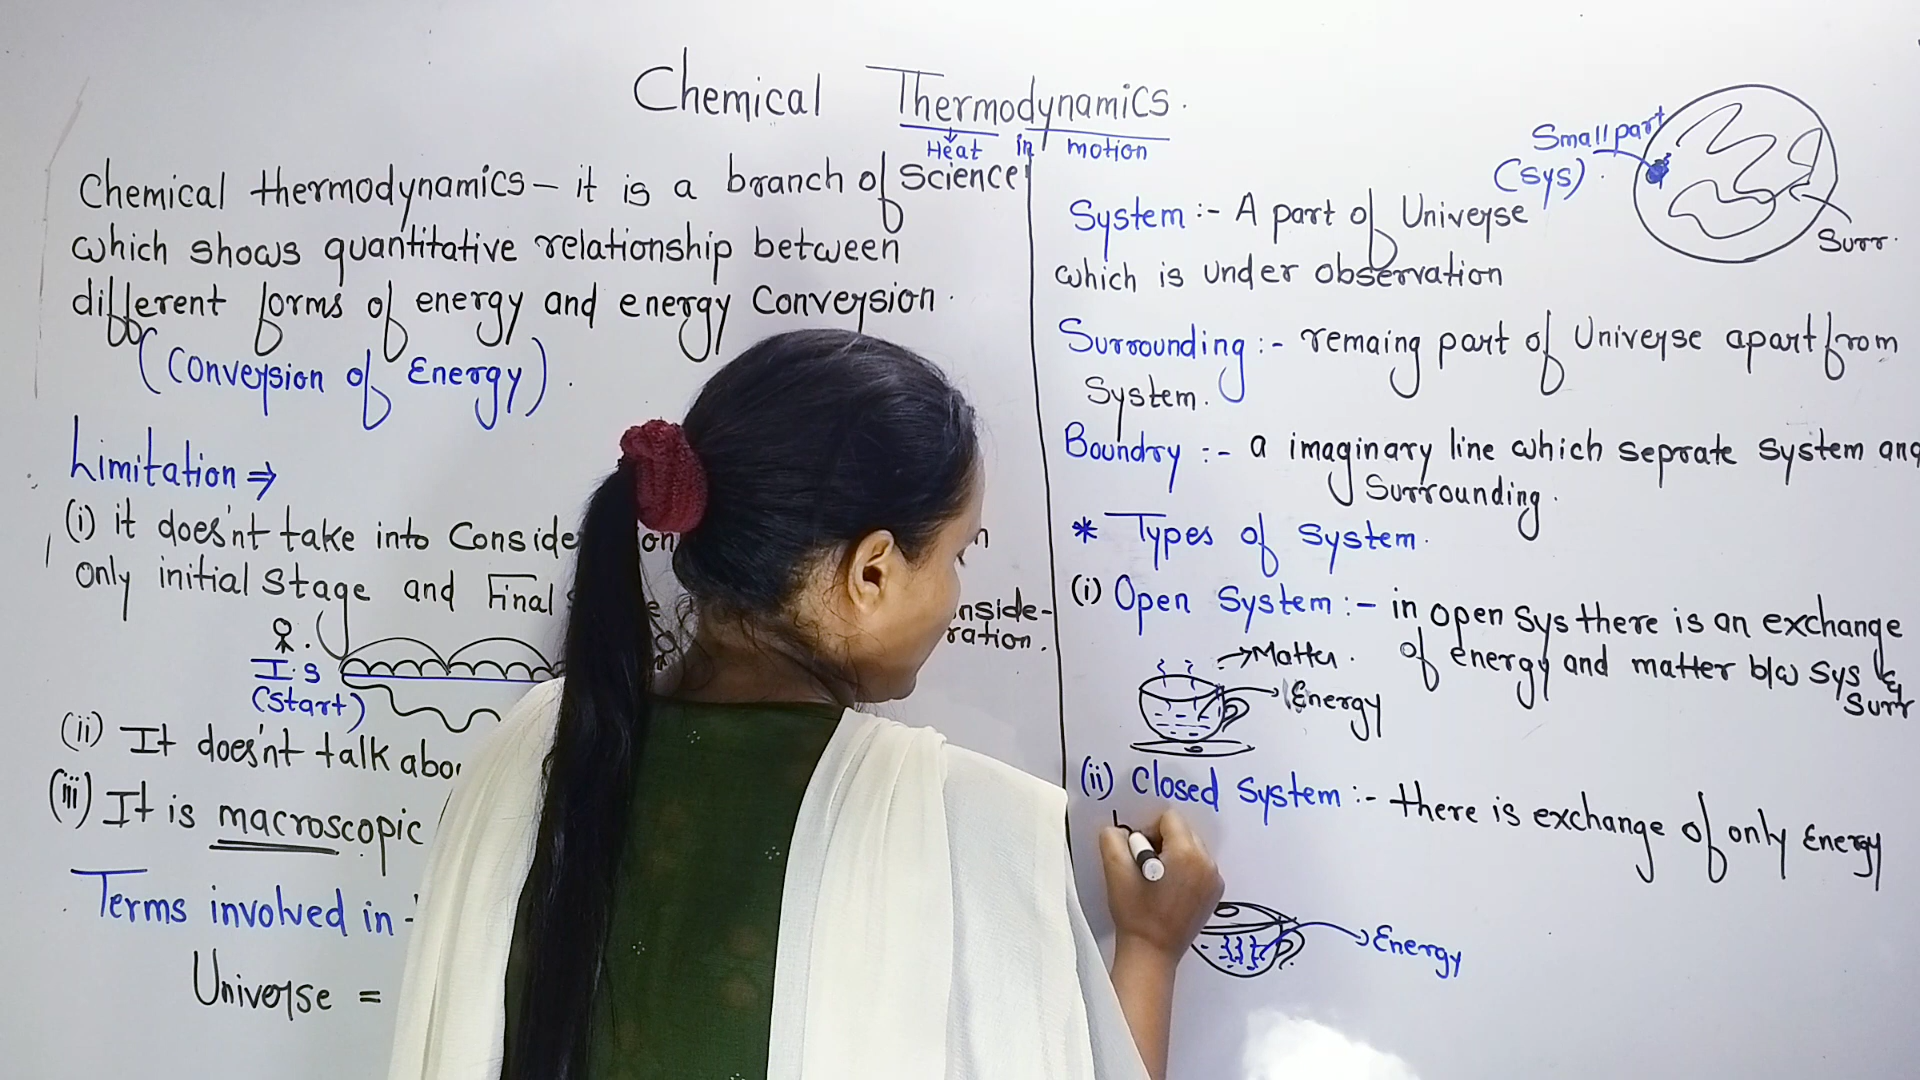 Chemical Thermodynamics.
Heat in motion
Chemical thermodynamics – it is a branch of Science
which shows quantitative relationship between
different forms of energy and energy Conversion.
(Conversion of Energy).
Limitation ⇒
(i) it does'nt take into
only initial Stage and Final
ration.
I.S
(Start)
(ii) It does'nt talk
(iii) It is macroscopic
Terms involved in
Universe =
Small part
(sys).
Surr.
System :- A part of Universe
which is under observation
Surrounding :- remaing part of Universe apart from
System.
Boundry :- a imaginary line which seprate system and
Surrounding.
* Types of System.
(i) Open System :- in open Sys there is an exchange
of energy and matter b/w Sys &
Surr
→Matter.
→Energy
(ii) Closed System :- there is exchange of only Energy
→Energy